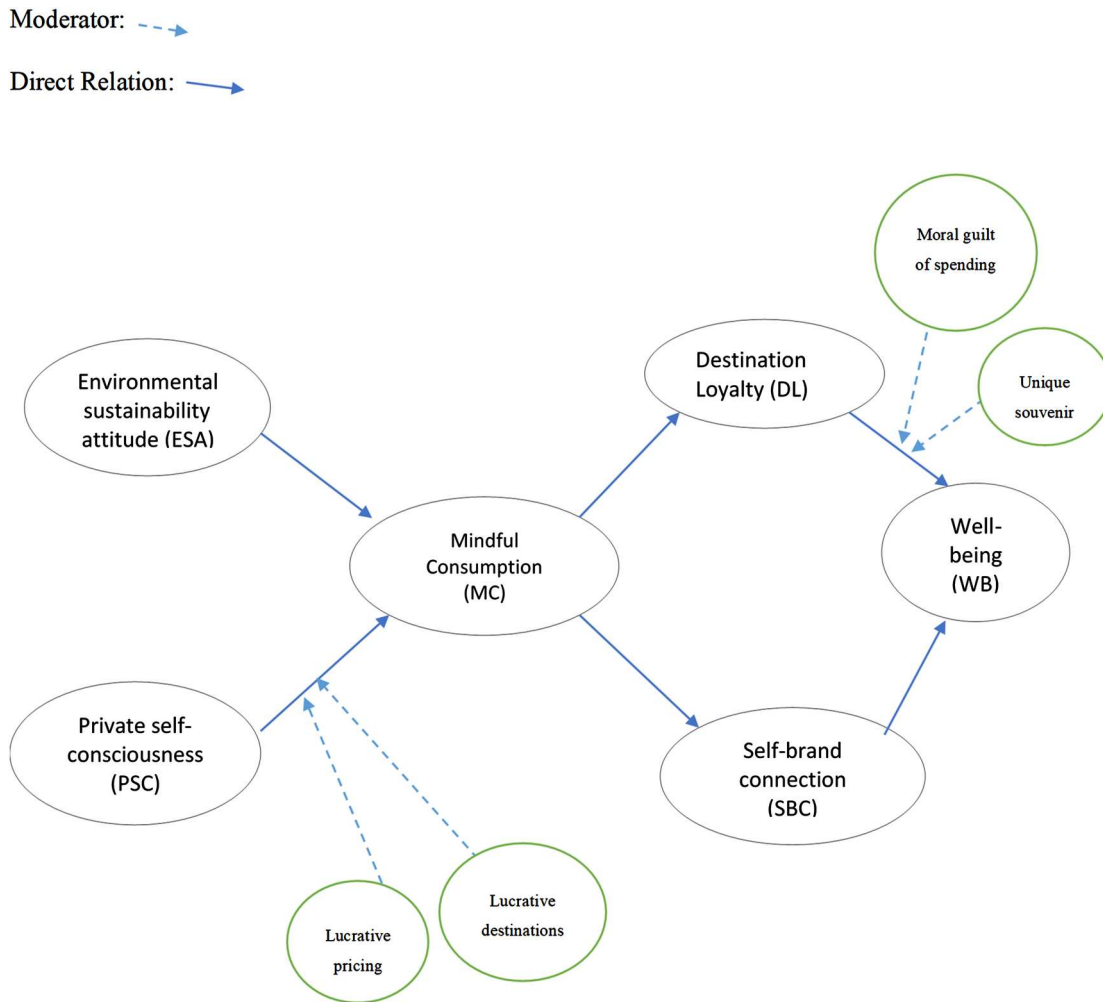 Moderator:
Direct Relation:
Moral guilt
of spending
Unique
souvenir
Destination
Loyalty (DL)
Environmental
sustainability
attitude (ESA)
Mindful
Consumption
(MC)
Well-
being
(WB)
Private self-
consciousness
(PSC)
Self-brand
connection
(SBC)
Lucrative
destinations
Lucrative
pricing